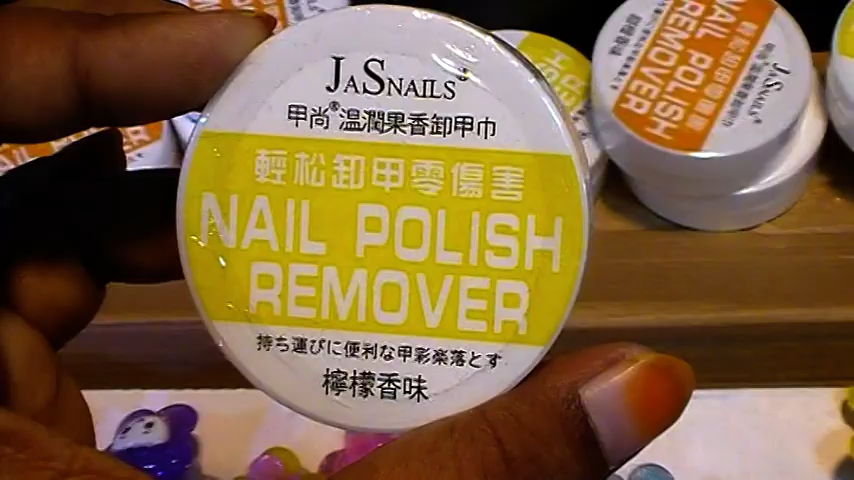 JASNAILS
甲尚®温潤果香卸甲巾
輕松卸甲零傷害
NAIL POLISH
REMOVER
持ち運びに便利な甲彩楽落とす
檸檬香味
JASNAILS
NAIL POLISH
REMOVER